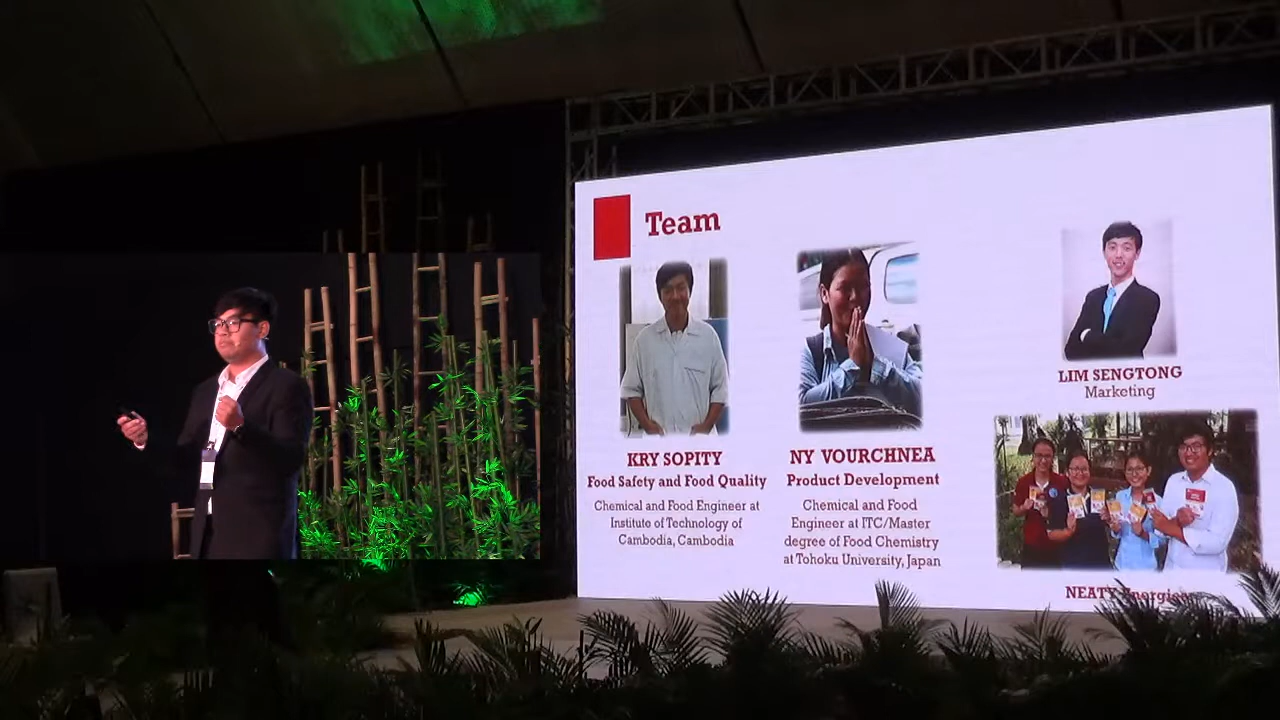 Team
KRY SOPITY
Food Safety and Food Quality
Chemical and Food Engineer at
Institute of Technology of
Cambodia, Cambodia
NY VOURCHNEA
Product Development
Chemical and Food
Engineer at ITC/Master
degree of Food Chemistry
at Tohoku University, Japan
LIM SENGTONG
Marketing
NEATY